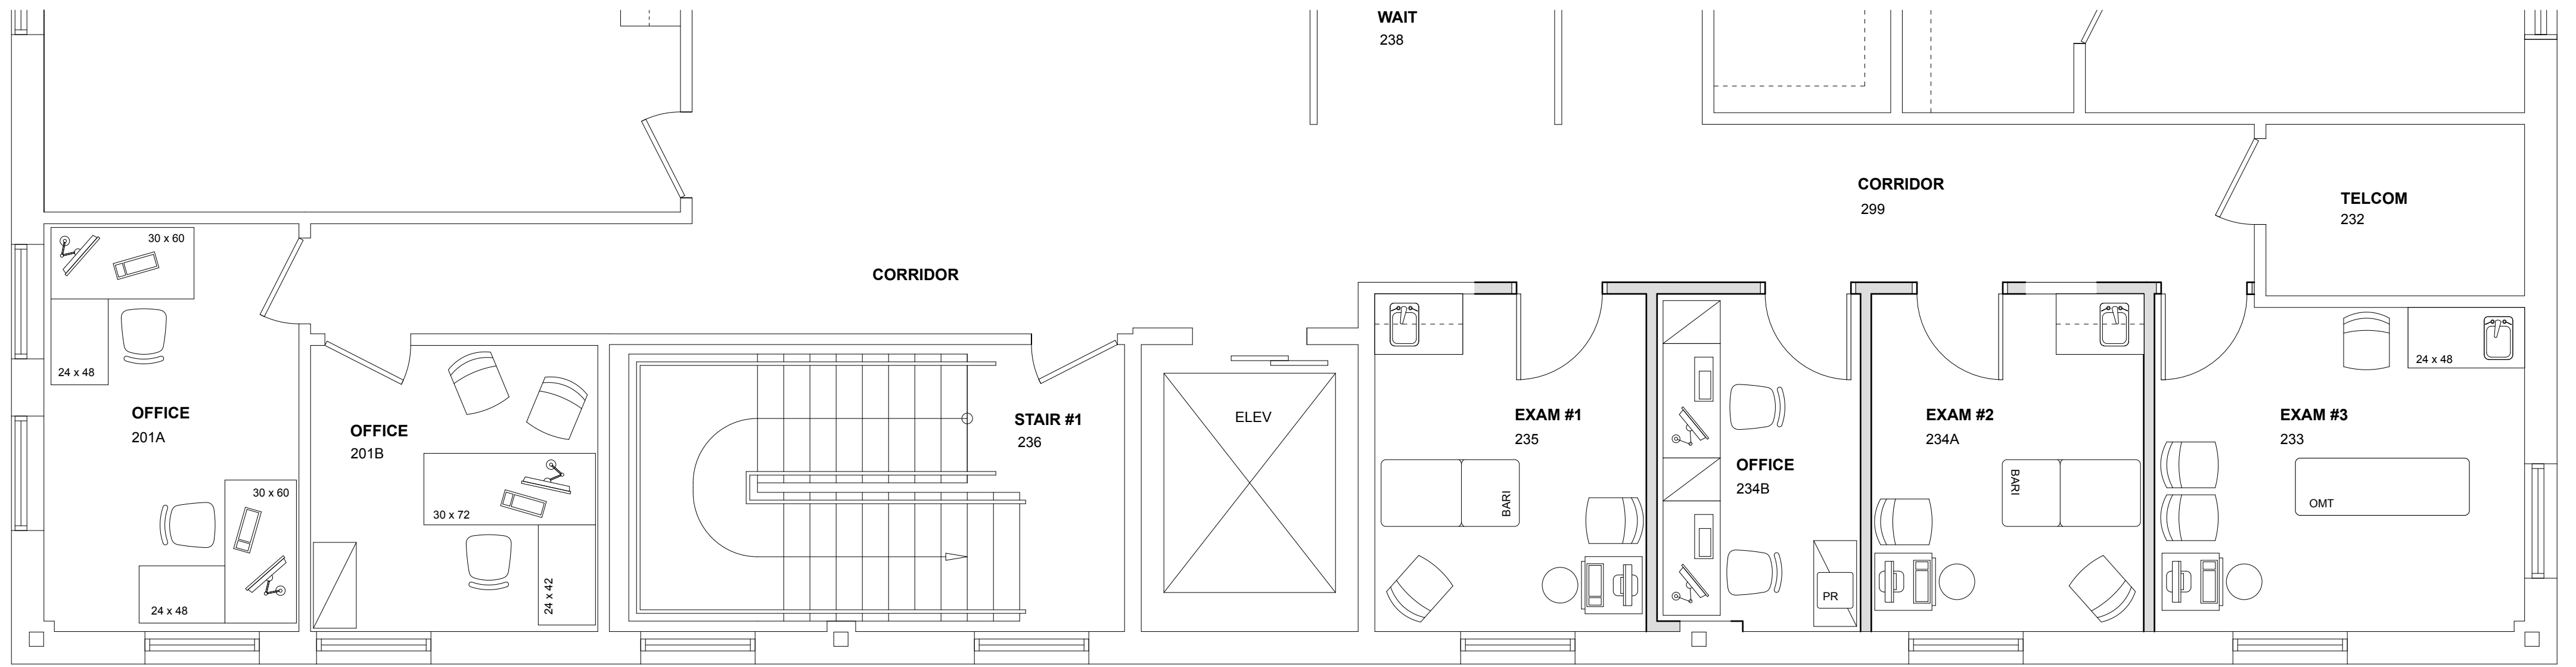 WAIT
238
CORRIDOR
299
TELCOM
232
CORRIDOR
30 x 60
24 x 48
OFFICE
201A
30 x 60
24 x 48
OFFICE
201B
30 x 72
24 x 42
STAIR #1
236
ELEV
EXAM #1
235
BARI
OFFICE
234B
PR
EXAM #2
234A
BARI
24 x 48
EXAM #3
233
OMT